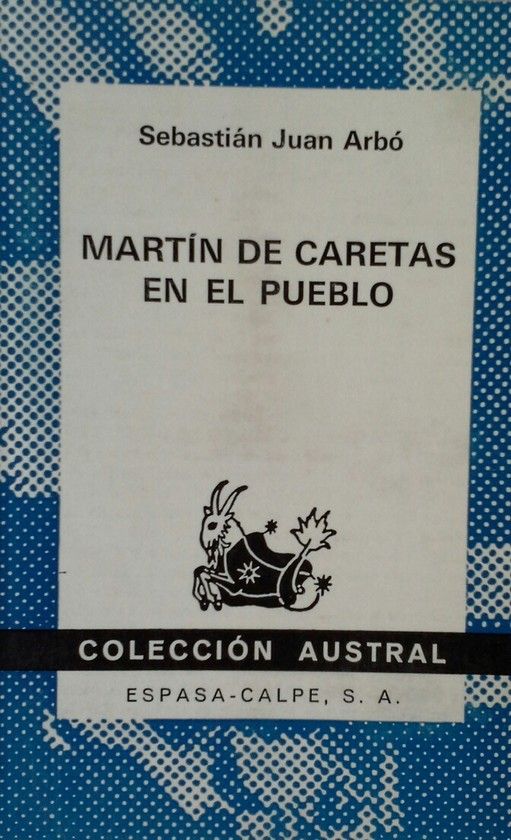 Sebastián Juan Arbó
MARTÍN DE CARETAS
EN EL PUEBLO
COLECCIÓN AUSTRAL
ESPASA-CALPE, S. A.